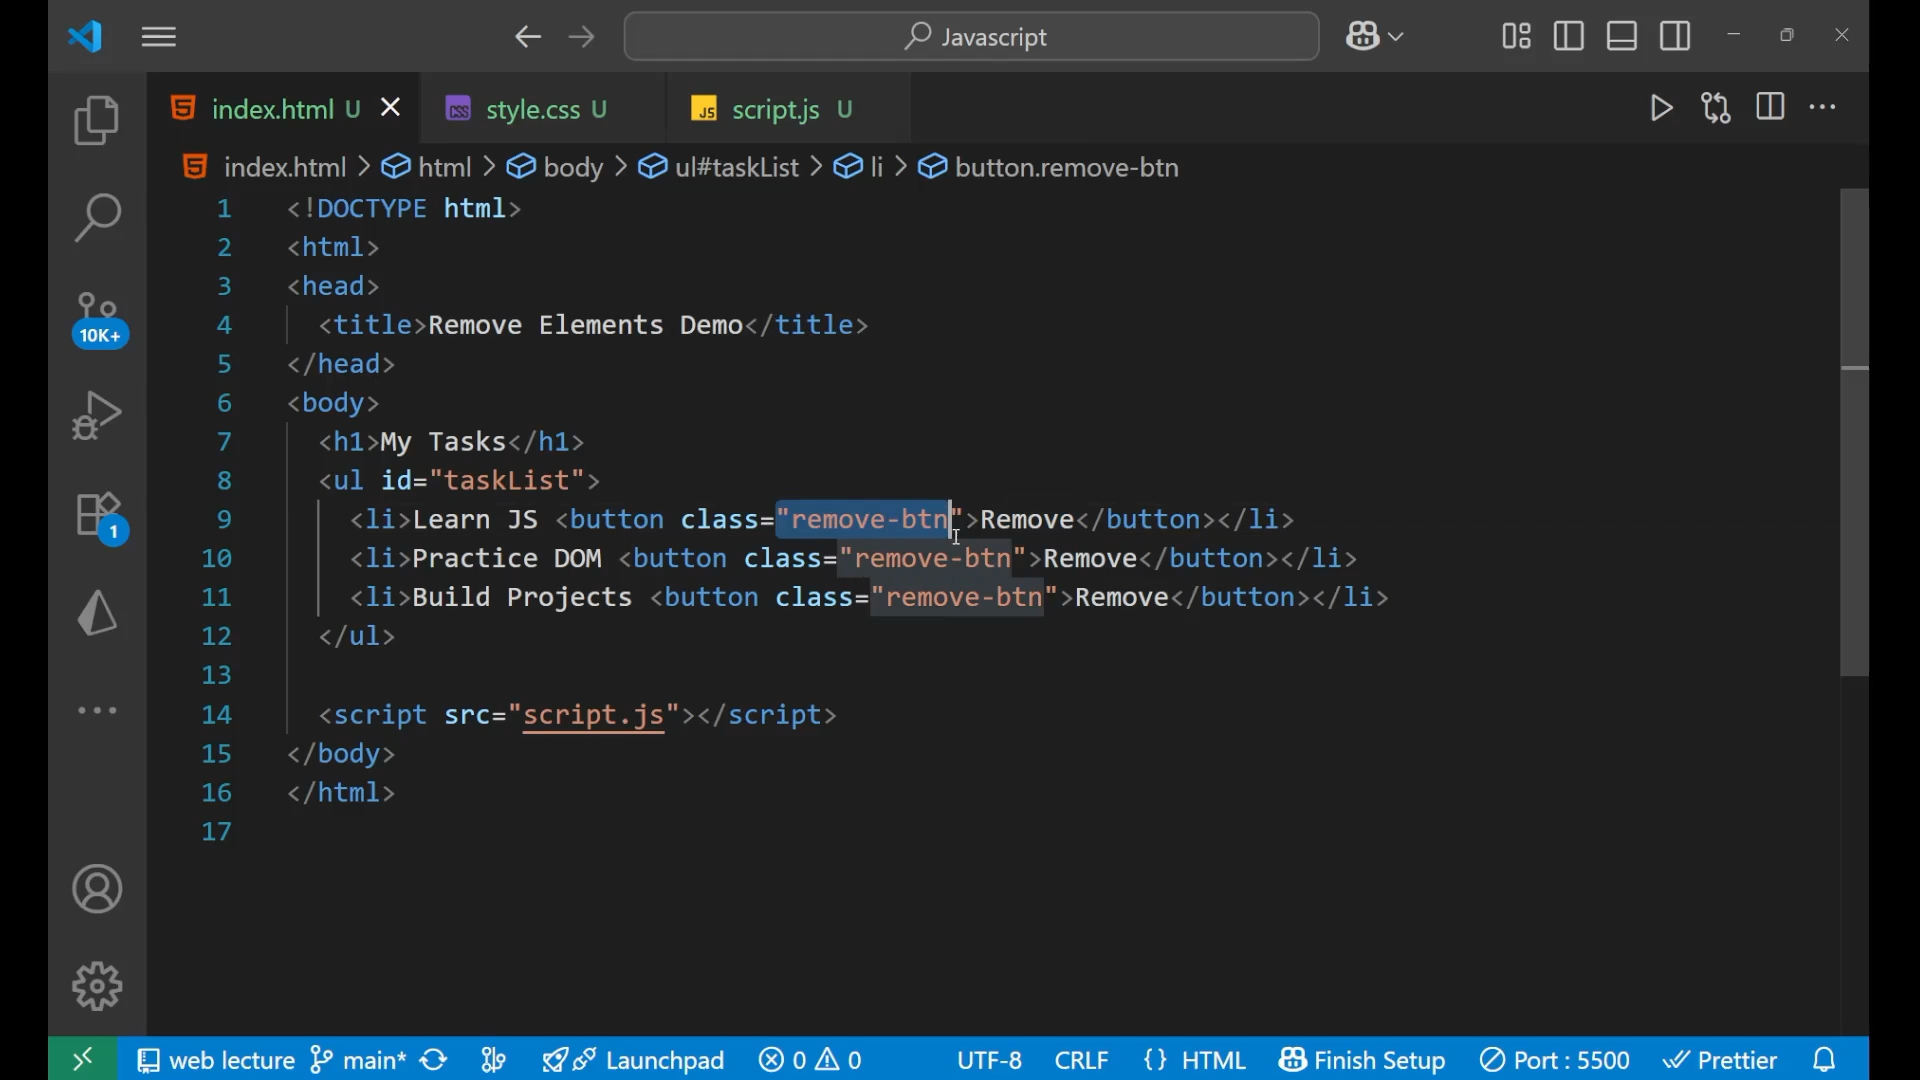 Javascript
index.html U
style.css U
script.js U
index.html > html > body > ul#taskList > li > button.remove-btn
1 <!DOCTYPE html>
2 <html>
3 <head>
4 <title>Remove Elements Demo</title>
5 </head>
6 <body>
7 <h1>My Tasks</h1>
8 <ul id="taskList">
9 <li>Learn JS <button class="remove-btn">Remove</button></li>
10 <li>Practice DOM <button class="remove-btn">Remove</button></li>
11 <li>Build Projects <button class="remove-btn">Remove</button></li>
12 </ul>
13
14 <script src="script.js"></script>
15 </body>
16 </html>
17
10K+
1
web lecture main* Launchpad 0 0 UTF-8 CRLF {} HTML Finish Setup Port : 5500 Prettier